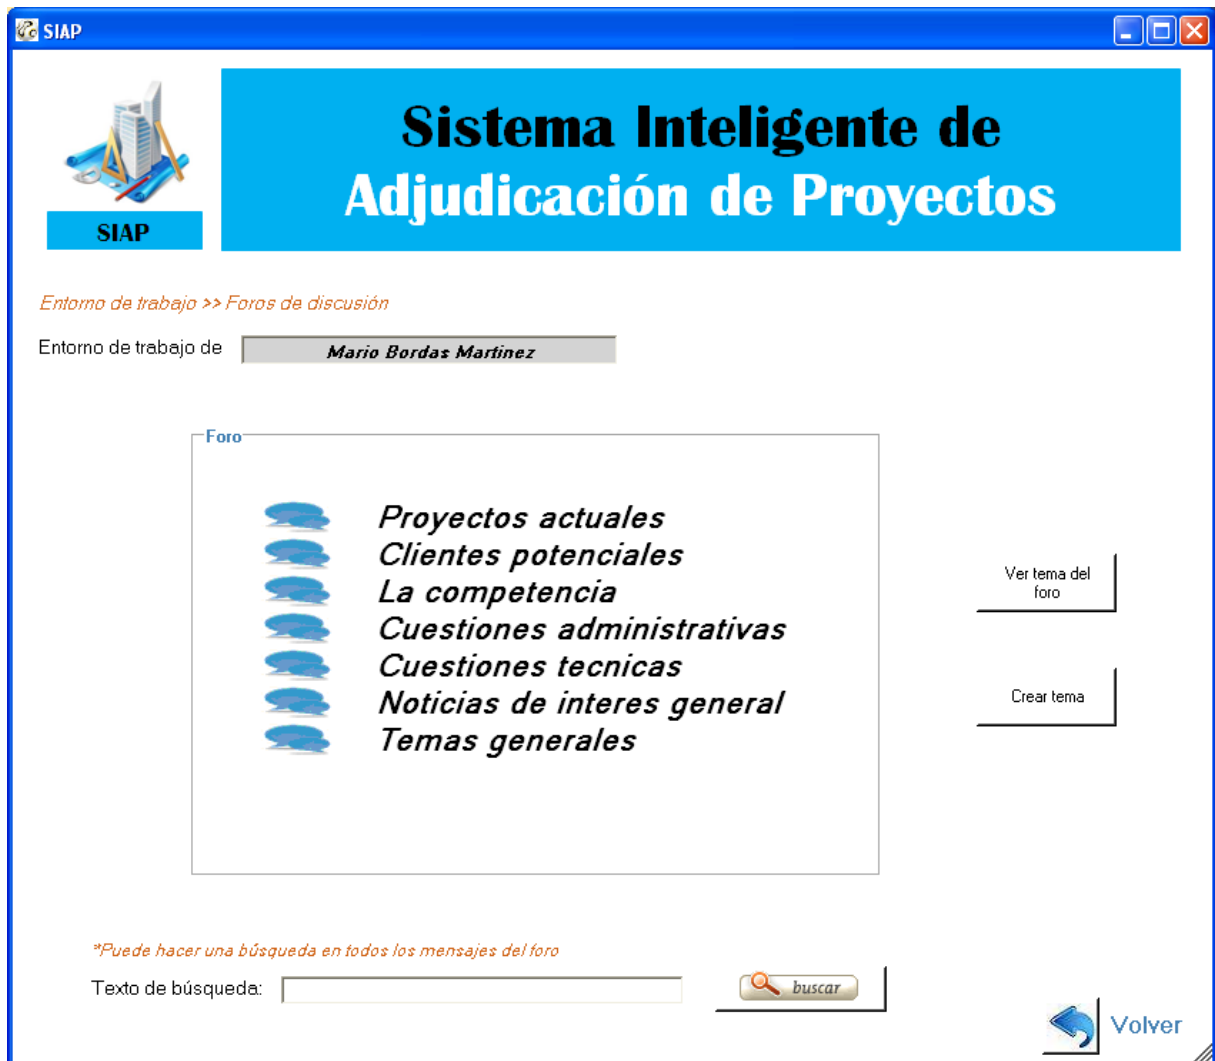 SIAP
Sistema Inteligente de
Adjudicación de Proyectos
SIAP
Entorno de trabajo >> Foros de discusión
Entorno de trabajo de
Mario Bordas Martinez
Foro
Proyectos actuales
Clientes potenciales
La competencia
Cuestiones administrativas
Cuestiones tecnicas
Noticias de interes general
Temas generales
Ver tema del
foro
Crear tema
*Puede hacer una búsqueda en todos los mensajes del foro
Texto de búsqueda:
buscar
Volver